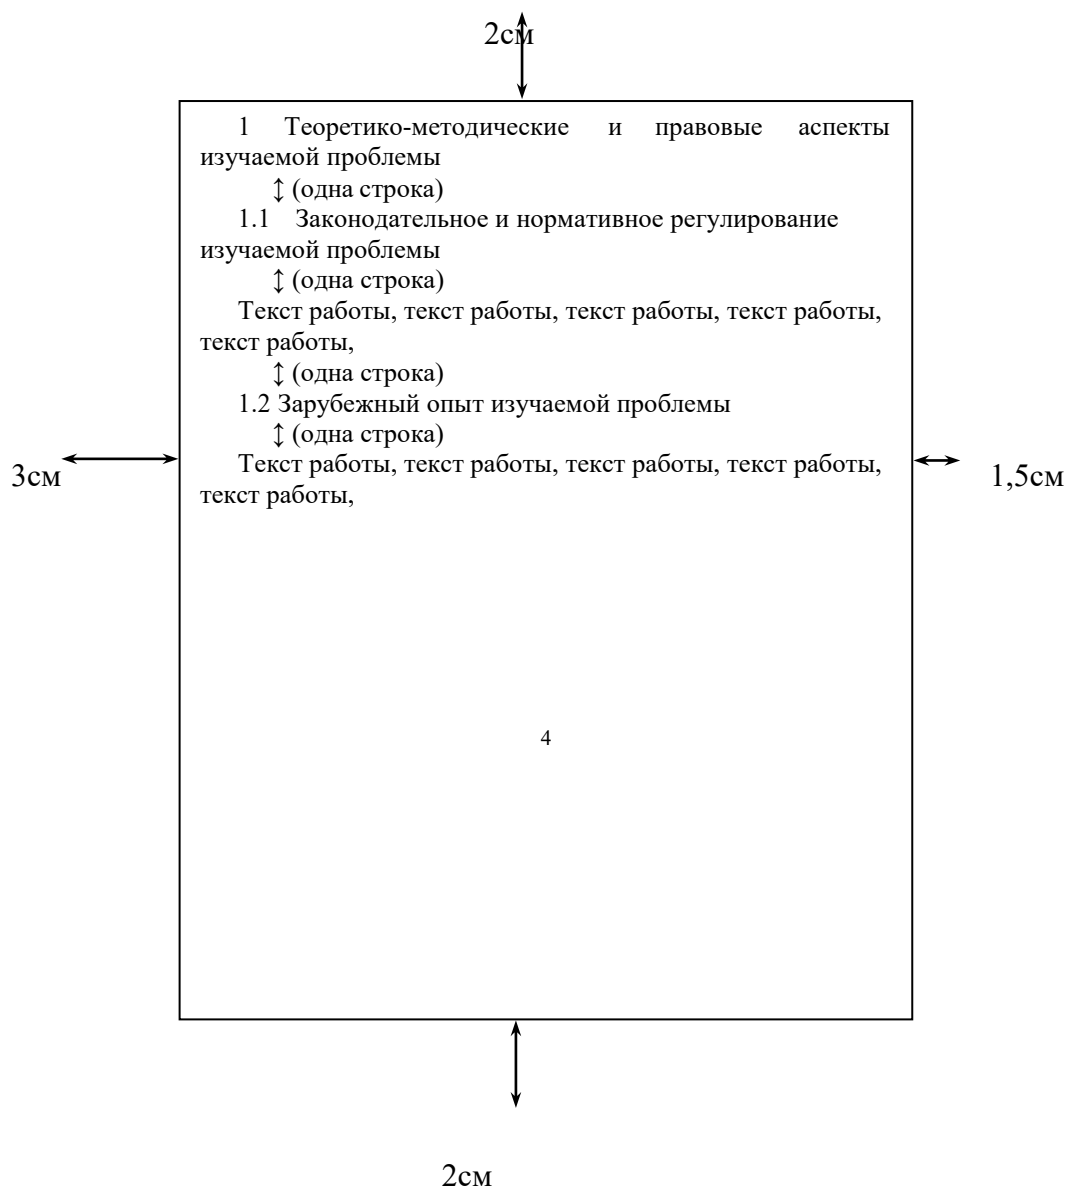 2см
1 Теоретико-методические и правовые аспекты
изучаемой проблемы
↕ (одна строка)
1.1 Законодательное и нормативное регулирование
изучаемой проблемы
↕ (одна строка)
Текст работы, текст работы, текст работы, текст работы,
текст работы,
↕ (одна строка)
1.2 Зарубежный опыт изучаемой проблемы
↕ (одна строка)
Текст работы, текст работы, текст работы, текст работы,
текст работы,
3см
1,5см
4
2см